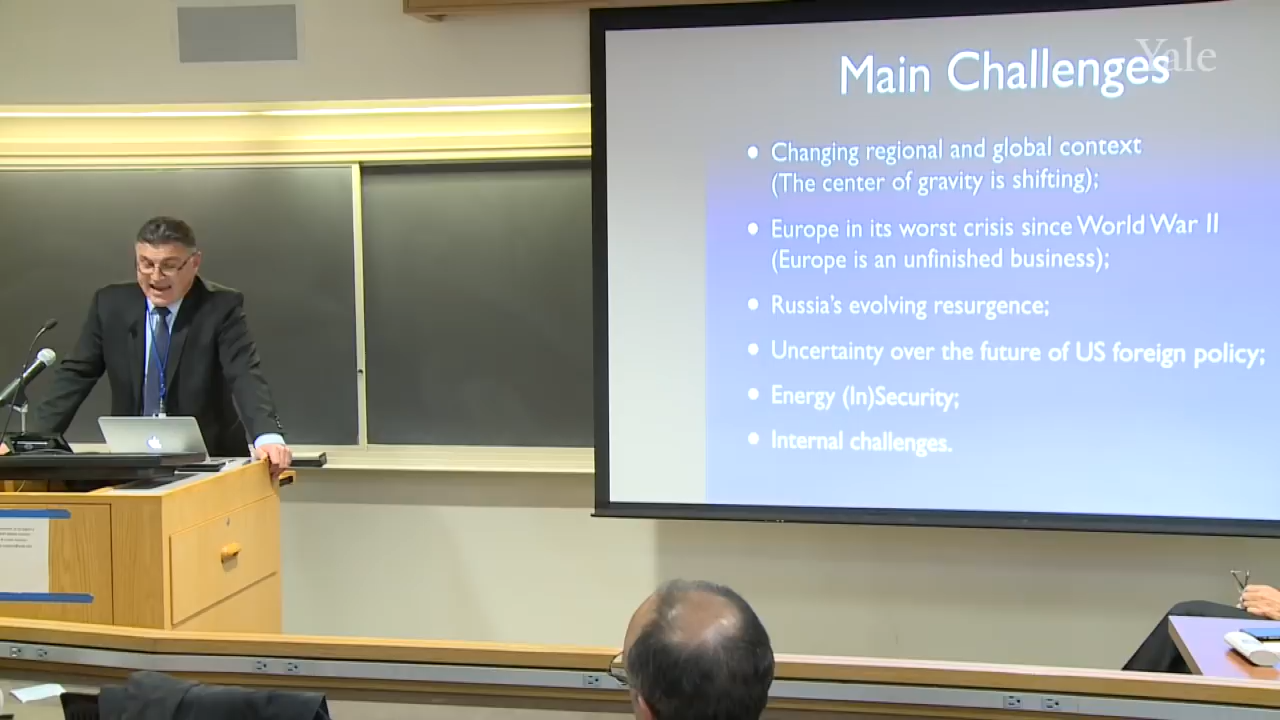 Yale
Main Challenges
• Changing regional and global context
(The center of gravity is shifting);
• Europe in its worst crisis since World War II
(Europe is an unfinished business);
• Russia's evolving resurgence;
• Uncertainty over the future of US foreign policy;
• Energy (In)Security;
• Internal challenges.